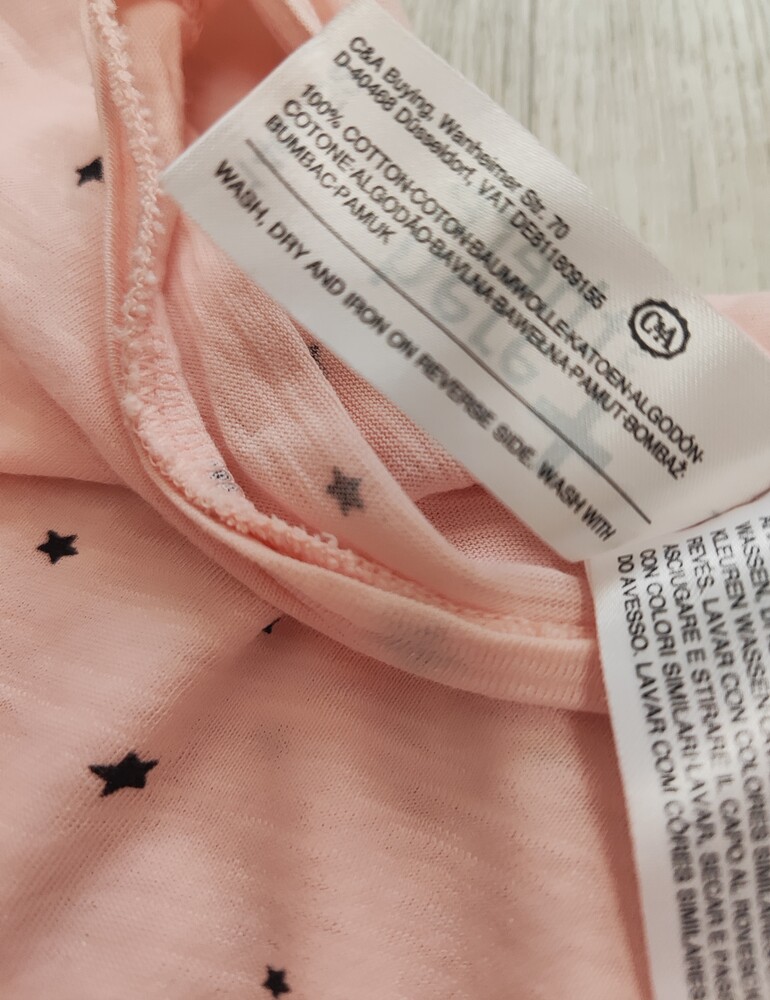 C&A Buying, Wanheimer Str. 70
D-40468 Düsseldorf, VAT DE811809155
100% COTTON·COTON·BAUMWOLLE·KATOEN·ALGODÓN·
COTONE·ALGODÃO·BAVLNA·BAWEŁNA·PAMUT·BOMBAŽ·
BUMBAC·PAMUK
C&A
WASH, DRY AND IRON ON REVERSE SIDE. WASH WITH
WASSEN,
KLEUREN WASSEN
REVÉS. LAVAR CON COLORES SIMILARES
ASCIUGARE E STIRARE IL CAPO AL ROVESCIO
CON COLORI SIMILARI·LAVAR, SECAR E
DO AVESSO. LAVAR COM CÔRES SIMILARES